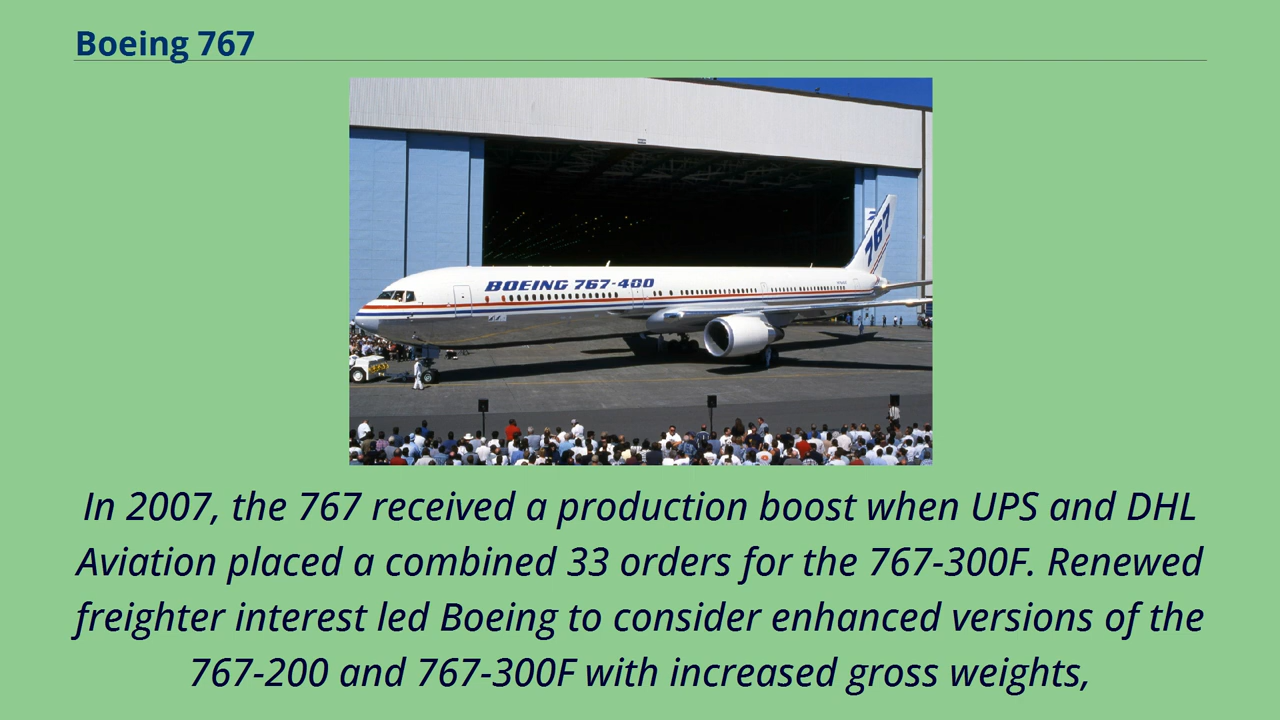 Boeing 767
767
BOEING 767-400
In 2007, the 767 received a production boost when UPS and DHL
Aviation placed a combined 33 orders for the 767-300F. Renewed
freighter interest led Boeing to consider enhanced versions of the
767-200 and 767-300F with increased gross weights,